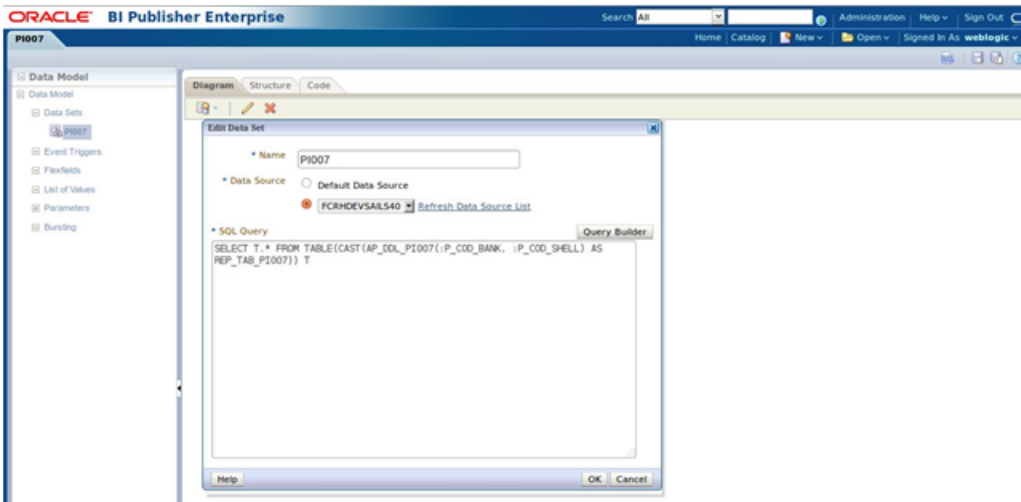 ORACLE BI Publisher Enterprise
Search All
Administration Help Sign Out
PI007
Home Catalog New Open Signed In As weblogic
Data Model
Data Model
Data Sets
PI007
Event Triggers
Flexfields
List of Values
Parameters
Bursting
Diagram Structure Code
Edit Data Set
* Name PI007
* Data Source Default Data Source
FCRHDEVSAILS40 Refresh Data Source List
* SQL Query Query Builder
SELECT T.* FROM TABLE(CAST(AP_DDL_PI007(:P_COD_BANK, :P_COD_SHELL) AS
REP_TAB_PI007)) T
Help OK Cancel